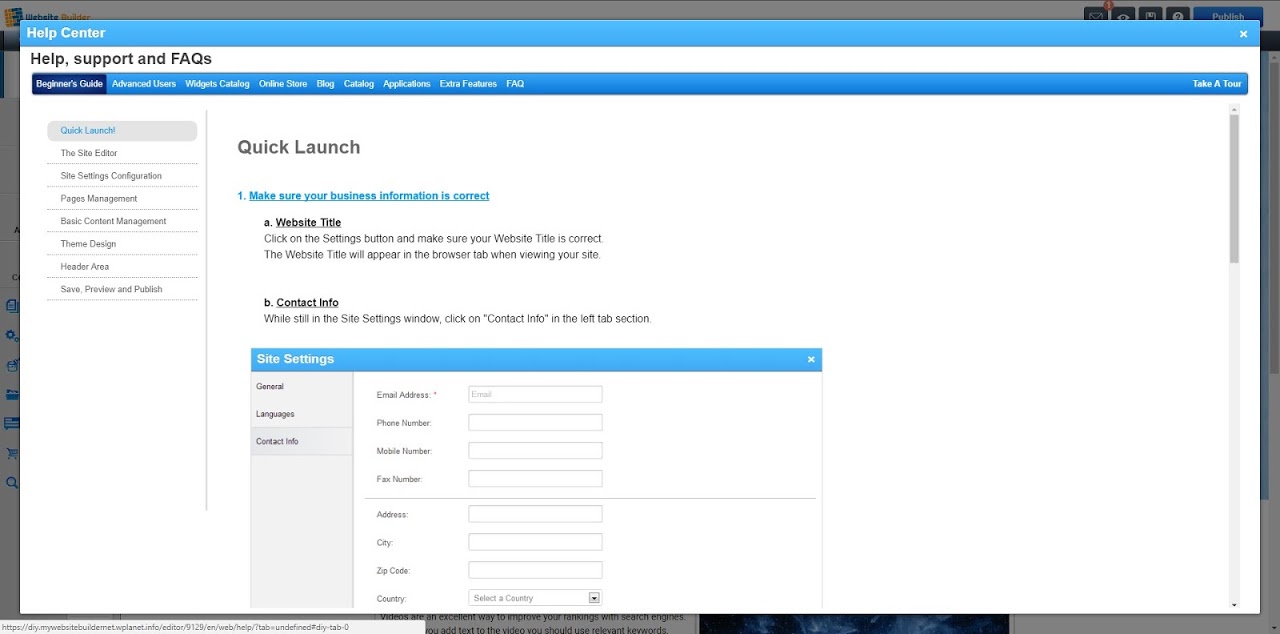 Website Builder
1
Publish
Help Center
Help, support and FAQs
Beginner's Guide Advanced Users Widgets Catalog Online Store Blog Catalog Applications Extra Features FAQ Take A Tour
Quick Launch!
The Site Editor
Site Settings Configuration
Pages Management
Basic Content Management
Theme Design
Header Area
Save, Preview and Publish
Quick Launch
1. Make sure your business information is correct
a. Website Title
Click on the Settings button and make sure your Website Title is correct.
The Website Title will appear in the browser tab when viewing your site.
b. Contact Info
While still in the Site Settings window, click on "Contact Info" in the left tab section.
Site Settings
General
Languages
Contact Info
Email Address: *
Email
Phone Number:
Mobile Number:
Fax Number:
Address:
City:
Zip Code:
Country:
Select a Country
Videos are an excellent way to improve your rankings with search engines.
you add text to the video you should use relevant keywords.
https://diy.mywebsitebuildernet.wplanet.info/editor/9129/en/web/help/?tab=undefined#diy-tab-0